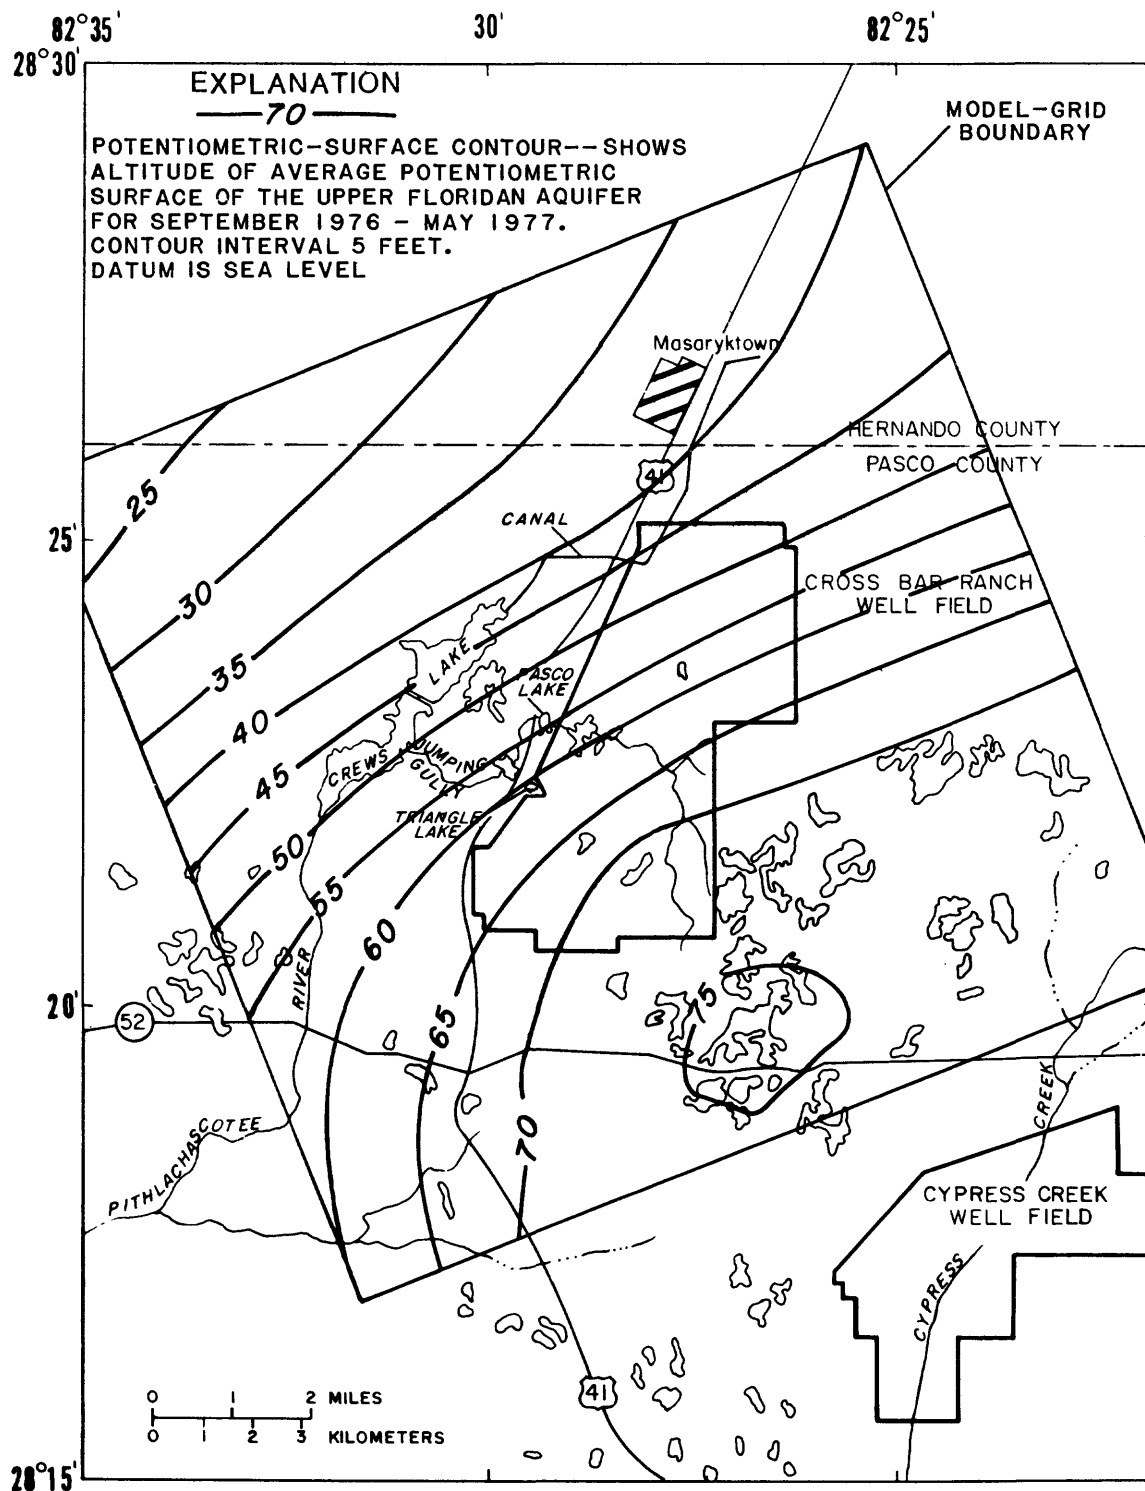 82°35' 30' 82°25'
28°30'
EXPLANATION
70
POTENTIOMETRIC-SURFACE CONTOUR--SHOWS
ALTITUDE OF AVERAGE POTENTIOMETRIC
SURFACE OF THE UPPER FLORIDAN AQUIFER
FOR SEPTEMBER 1976 - MAY 1977.
CONTOUR INTERVAL 5 FEET.
DATUM IS SEA LEVEL
MODEL-GRID
BOUNDARY
Masaryktown
HERNANDO COUNTY
PASCO COUNTY
41
25
CANAL
25'
CROSS BAR RANCH
WELL FIELD
30
LAKE
35
PASCO
LAKE
40
CREWS
DUMPING
GULLY
45
TRIANGLE
LAKE
50
55
60
RIVER
75
20'
52
65
CREEK
PITHLACHASCOTEE
70
CYPRESS CREEK
WELL FIELD
CYPRESS
41
0 1 2 MILES
0 1 2 3 KILOMETERS
28°15'